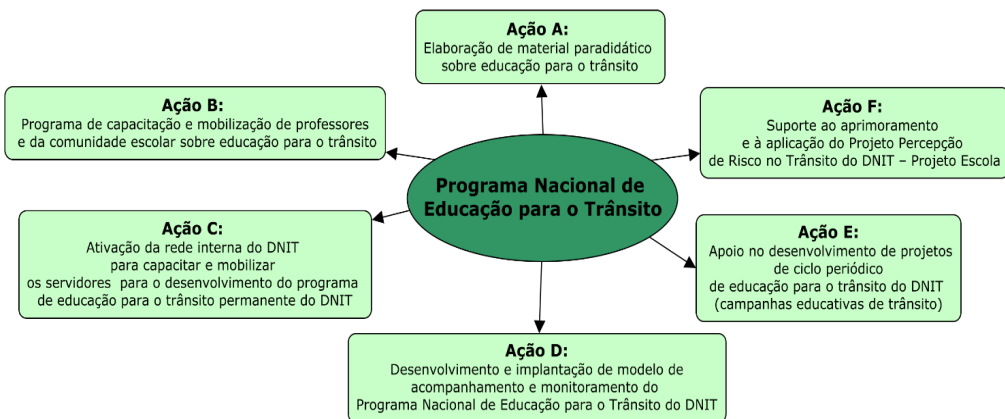 Ação A:
Elaboração de material paradidático
sobre educação para o trânsito
Ação B:
Programa de capacitação e mobilização de professores
e da comunidade escolar sobre educação para o trânsito
Ação F:
Suporte ao aprimoramento
e à aplicação do Projeto Percepção
de Risco no Trânsito do DNIT – Projeto Escola
Programa Nacional de
Educação para o Trânsito
Ação C:
Ativação da rede interna do DNIT
para capacitar e mobilizar
os servidores para o desenvolvimento do programa
de educação para o trânsito permanente do DNIT
Ação E:
Apoio no desenvolvimento de projetos
de ciclo periódico
de educação para o trânsito do DNIT
(campanhas educativas de trânsito)
Ação D:
Desenvolvimento e implantação de modelo de
acompanhamento e monitoramento do
Programa Nacional de Educação para o Trânsito do DNIT